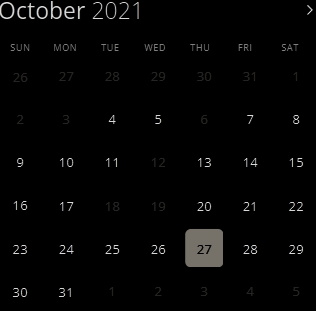 October 2021
SUN MON TUE WED THU FRI SAT
26 27 28 29 30 31 1
2 3 4 5 6 7 8
9 10 11 12 13 14 15
16 17 18 19 20 21 22
23 24 25 26 27 28 29
30 31 1 2 3 4 5